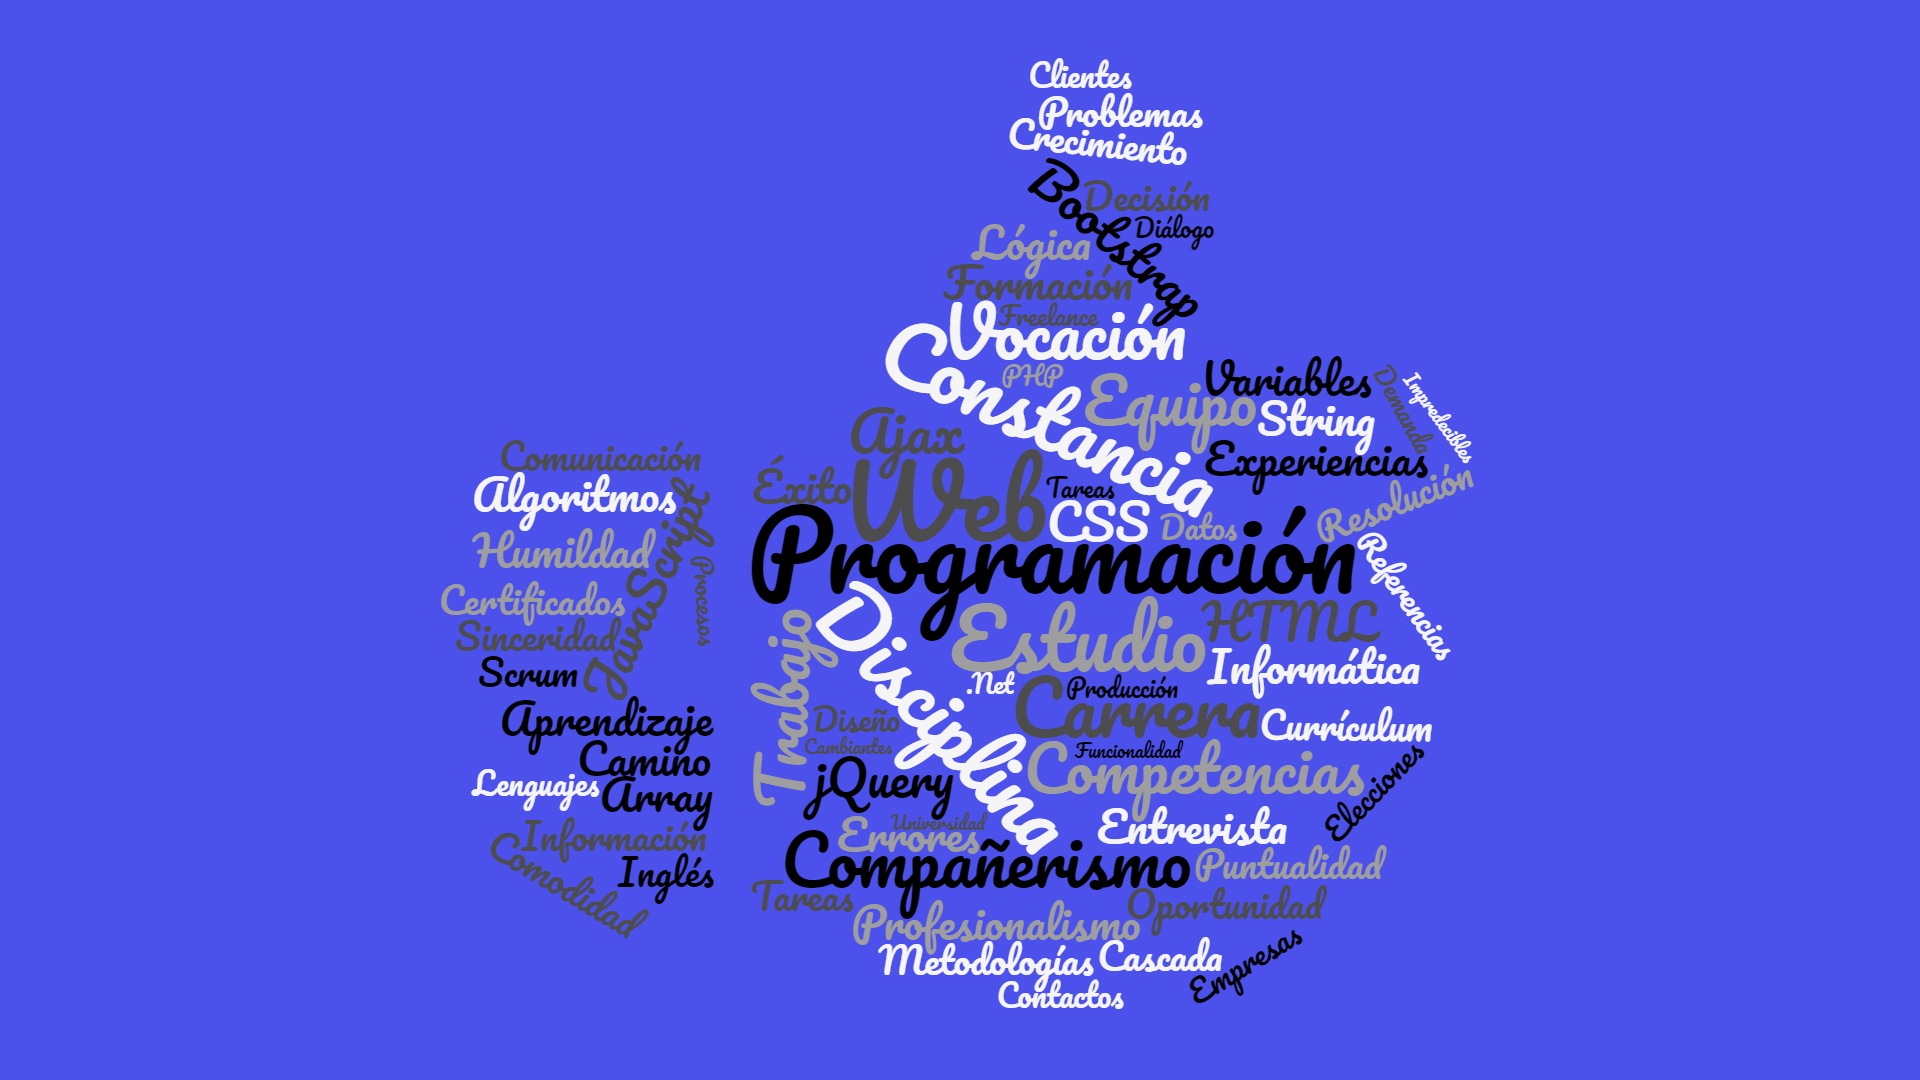 Clientes
Problemas
Crecimiento
Bootstrap
Decisión
Diálogo
Lógica
Formación
Freelance
Vocación
Constancia
PHP
Equipo
Variables
String
Demanda
Impredecibles
Experiencias
Resolución
Ajax
Éxito
Web
Tareas
CSS
Datos
Programación
Referencias
Comunicación
Algoritmos
JavaScript
Humildad
Procesos
Certificados
Sinceridad
Scrum
Aprendizaje
Camino
Lenguajes
Array
Información
Comodidad
Inglés
Trabajo
Disciplina
Estudio
HTML
Informática
.Net
Producción
Carrera
Currículum
Diseño
Cambiantes
Funcionalidad
Competencias
jQuery
Elecciones
Universidad
Errores
Entrevista
Compañerismo
Puntualidad
Tareas
Oportunidad
Profesionalismo
Metodologías
Cascada
Empresas
Contactos